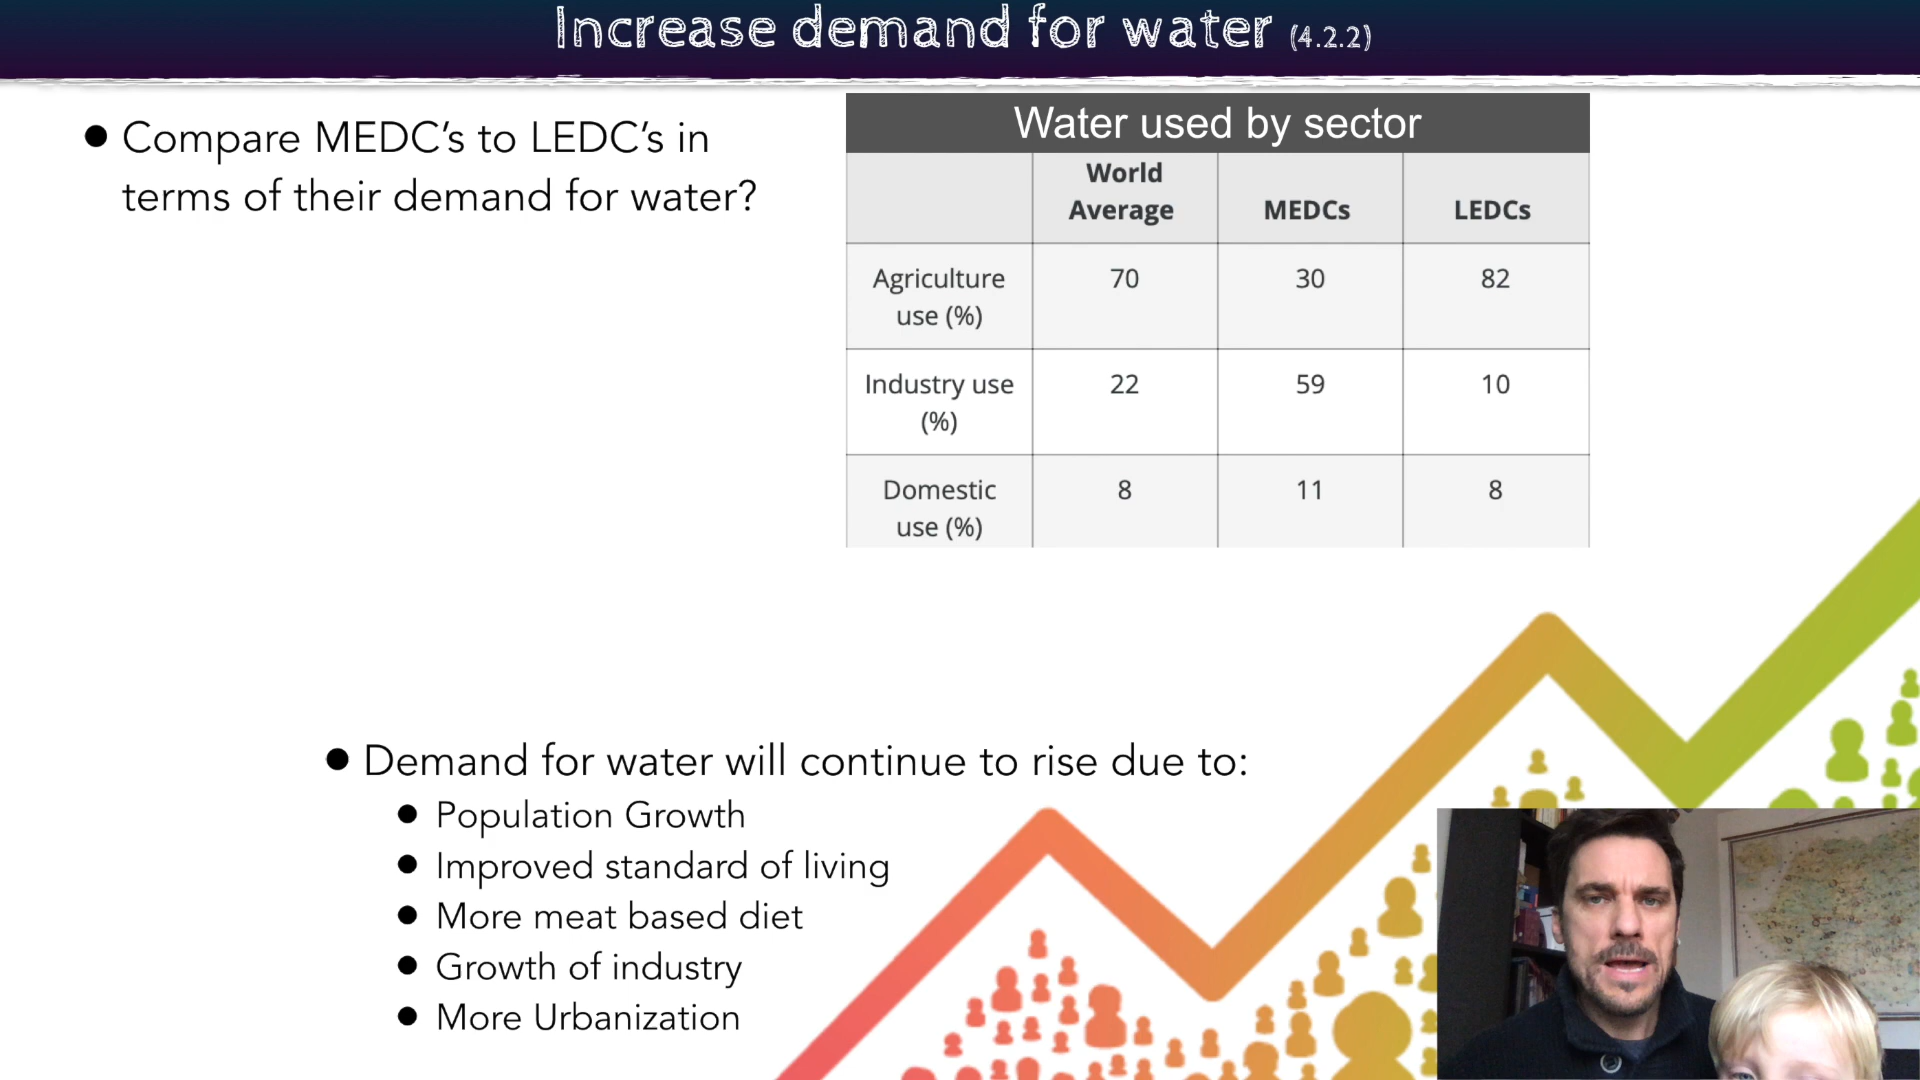 Increase demand for water (4.2.2)
● Compare MEDC's to LEDC's in
terms of their demand for water?
Water used by sector
World
Average MEDCs LEDCs
Agriculture 70 30 82
use (%)
Industry use 22 59 10
(%)
Domestic 8 11 8
use (%)
● Demand for water will continue to rise due to:
● Population Growth
● Improved standard of living
● More meat based diet
● Growth of industry
● More Urbanization